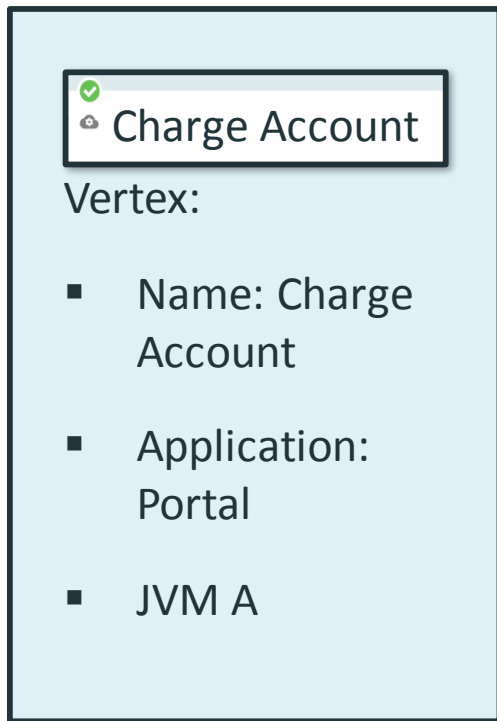 Charge Account
Vertex:
▪ Name: Charge
Account
▪ Application:
Portal
▪ JVM A